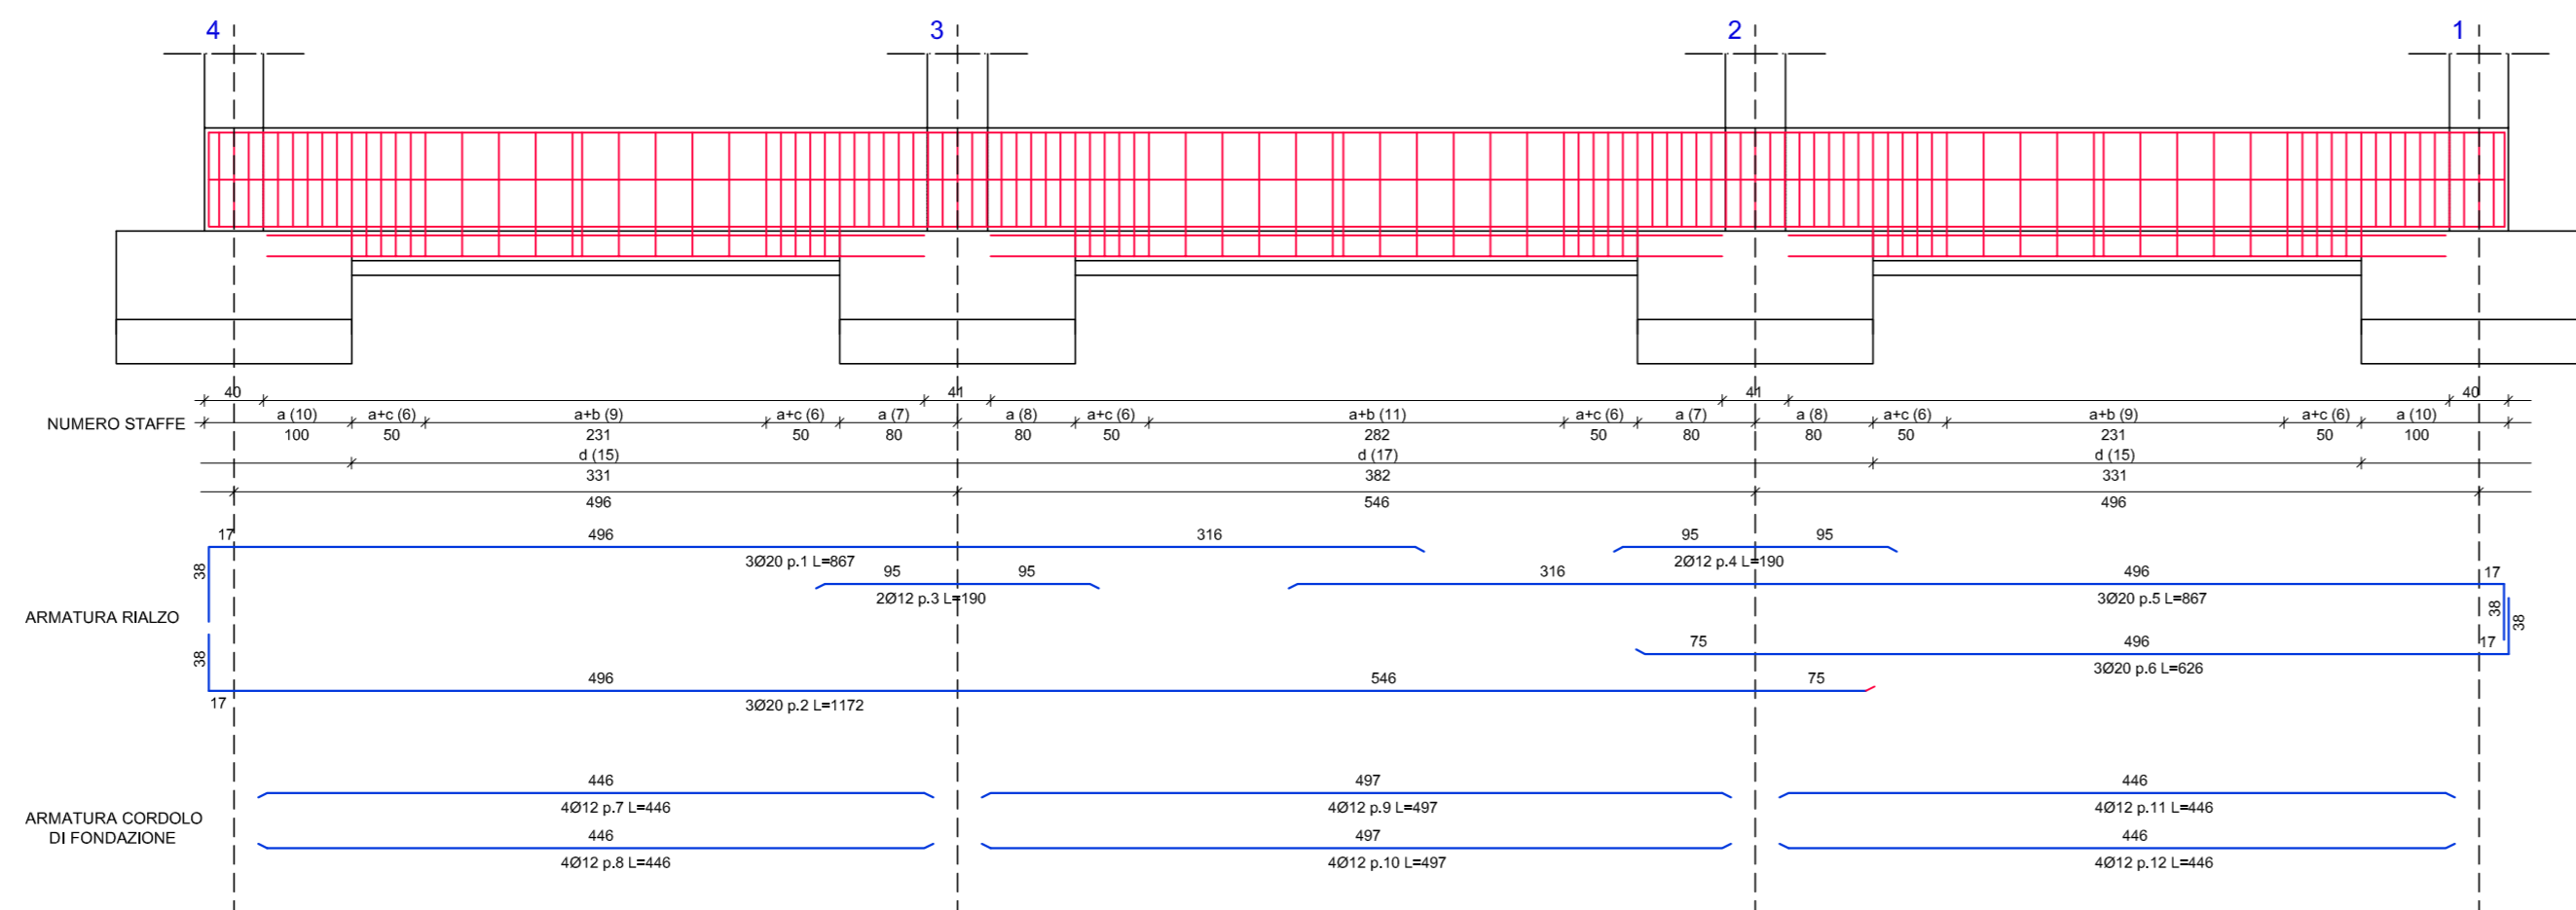 4 3 2 1
40 41 41 40
NUMERO STAFFE a (10) a+c (6) a+b (9) a+c (6) a (7) a (8) a+c (6) a+b (11) a+c (6) a (7) a (8) a+c (6) a+b (9) a+c (6) a (10)
100 50 231 50 80 80 50 282 50 80 80 50 231 50 100
d (15) d (17) d (15)
331 382 331
496 546 496
17 496 316 95 95
38 3Ø20 p.1 L=867 2Ø12 p.4 L=190
95 95 316 496 17
2Ø12 p.3 L=190 3Ø20 p.5 L=867 38
ARMATURA RIALZO
38
75 496 17
38 3Ø20 p.6 L=626
496 546 75
17 3Ø20 p.2 L=1172
446 497 446
4Ø12 p.7 L=446 4Ø12 p.9 L=497 4Ø12 p.11 L=446
ARMATURA CORDOLO
DI FONDAZIONE
446 497 446
4Ø12 p.8 L=446 4Ø12 p.10 L=497 4Ø12 p.12 L=446